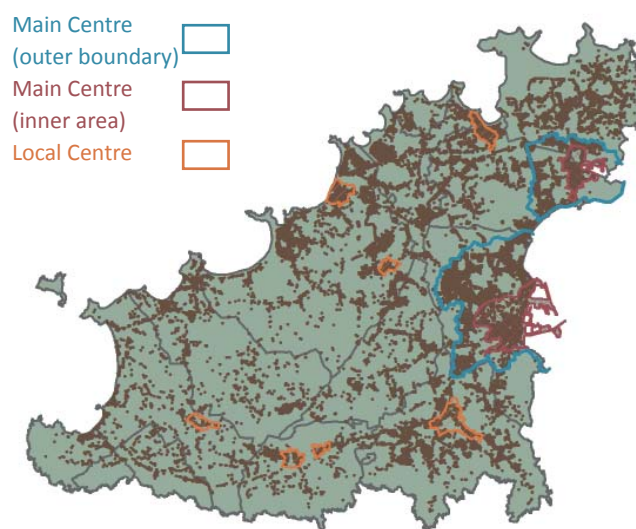 Main Centre
(outer boundary)
Main Centre
(inner area)
Local Centre